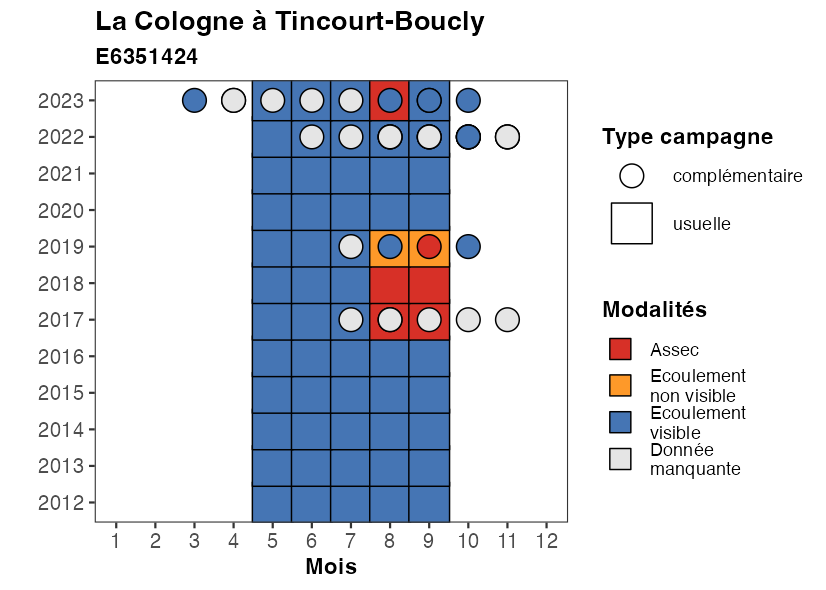 La Cologne à Tincourt-Boucly
E6351424
2023
2022
2021
2020
2019
2018
2017
2016
2015
2014
2013
2012
1 2 3 4 5 6 7 8 9 10 11 12
Mois
Type campagne
complémentaire
usuelle
Modalités
Assec
Ecoulement
non visible
Ecoulement
visible
Donnée
manquante